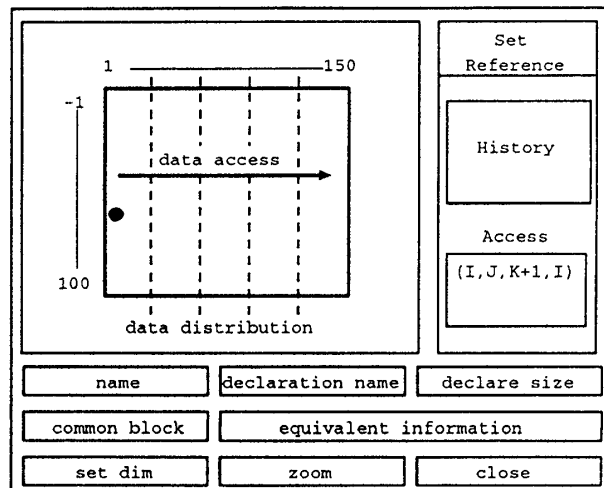 Set
Reference
1 150
-1
data access
History
Access
(I,J,K+1,I)
100
data distribution
name
declaration name
declare size
common block
equivalent information
set dim
zoom
close